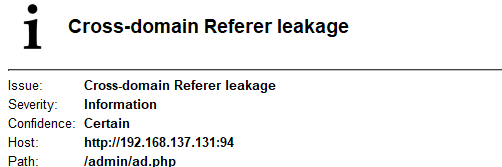 Cross-domain Referer leakage
Issue: Cross-domain Referer leakage
Severity: Information
Confidence: Certain
Host: http://192.168.137.131:94
Path: /admin/ad.php